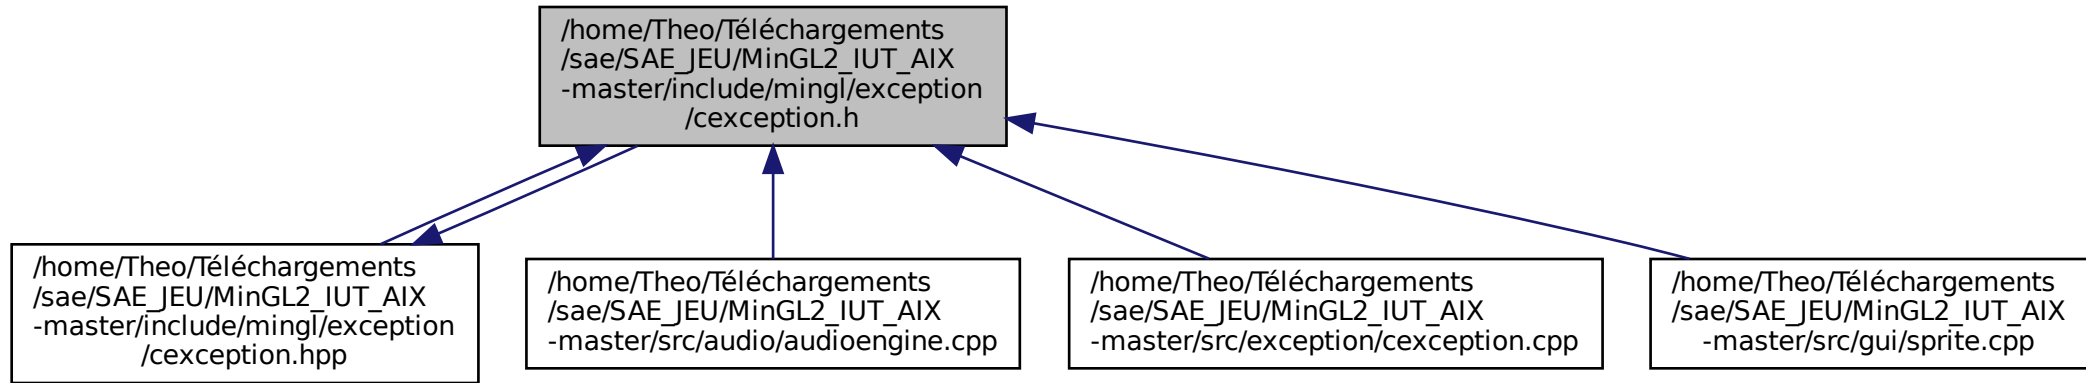 /home/Theo/Téléchargements
/sae/SAE_JEU/MinGL2_IUT_AIX
-master/include/mingl/exception
/cexception.h
/home/Theo/Téléchargements
/sae/SAE_JEU/MinGL2_IUT_AIX
-master/include/mingl/exception
/cexception.hpp
/home/Theo/Téléchargements
/sae/SAE_JEU/MinGL2_IUT_AIX
-master/src/audio/audioengine.cpp
/home/Theo/Téléchargements
/sae/SAE_JEU/MinGL2_IUT_AIX
-master/src/exception/cexception.cpp
/home/Theo/Téléchargements
/sae/SAE_JEU/MinGL2_IUT_AIX
-master/src/gui/sprite.cpp